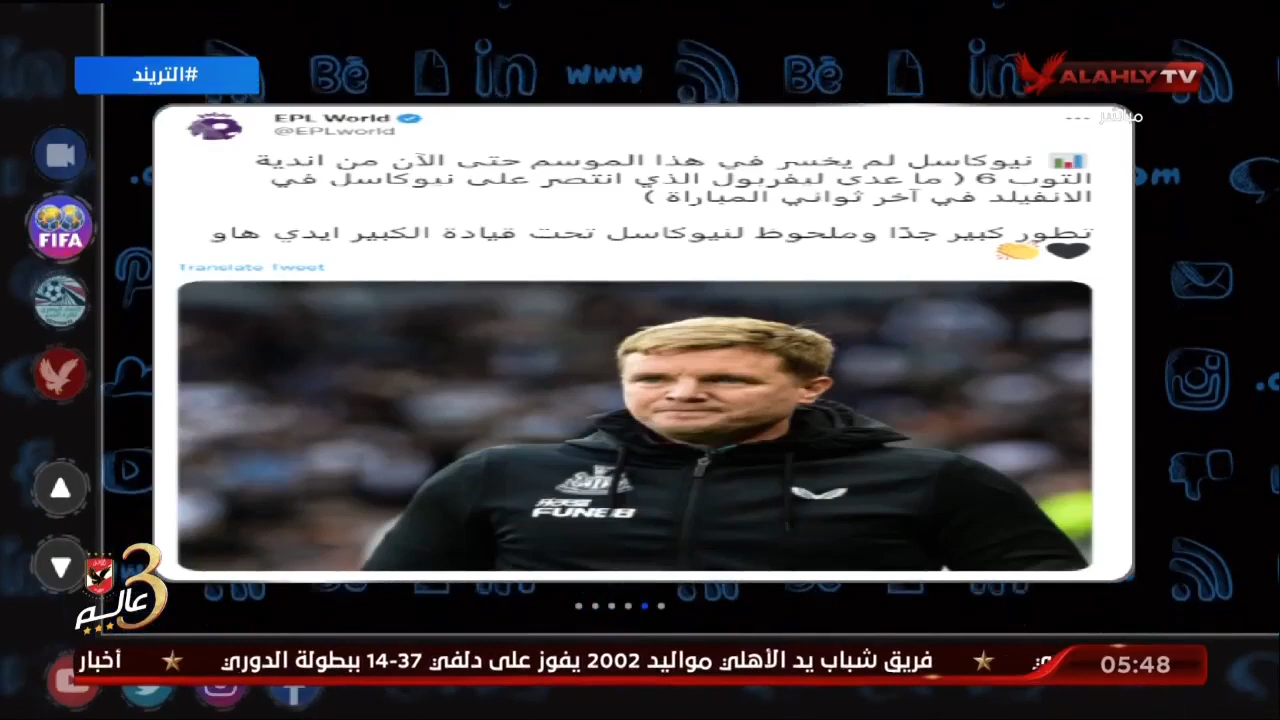 #التريند
ALAHLY TV
مباشر
EPL World
@EPLworld
نيوكاسل لم يخسر في هذا الموسم حتى الآن من اندية
التوب 6 ( ما عدى ليفربول الذي انتصر على نيوكاسل في
الانفيلد في آخر ثواني المباراة )
تطور كبير جدًا وملحوظ لنيوكاسل تحت قيادة الكبير ايدي هاو
Translate Tweet
FIFA
FUN88
3
عالم
فريق شباب يد الأهلي مواليد 2002 يفوز على دلفي 37-14 ببطولة الدوري
أخبار
05:48